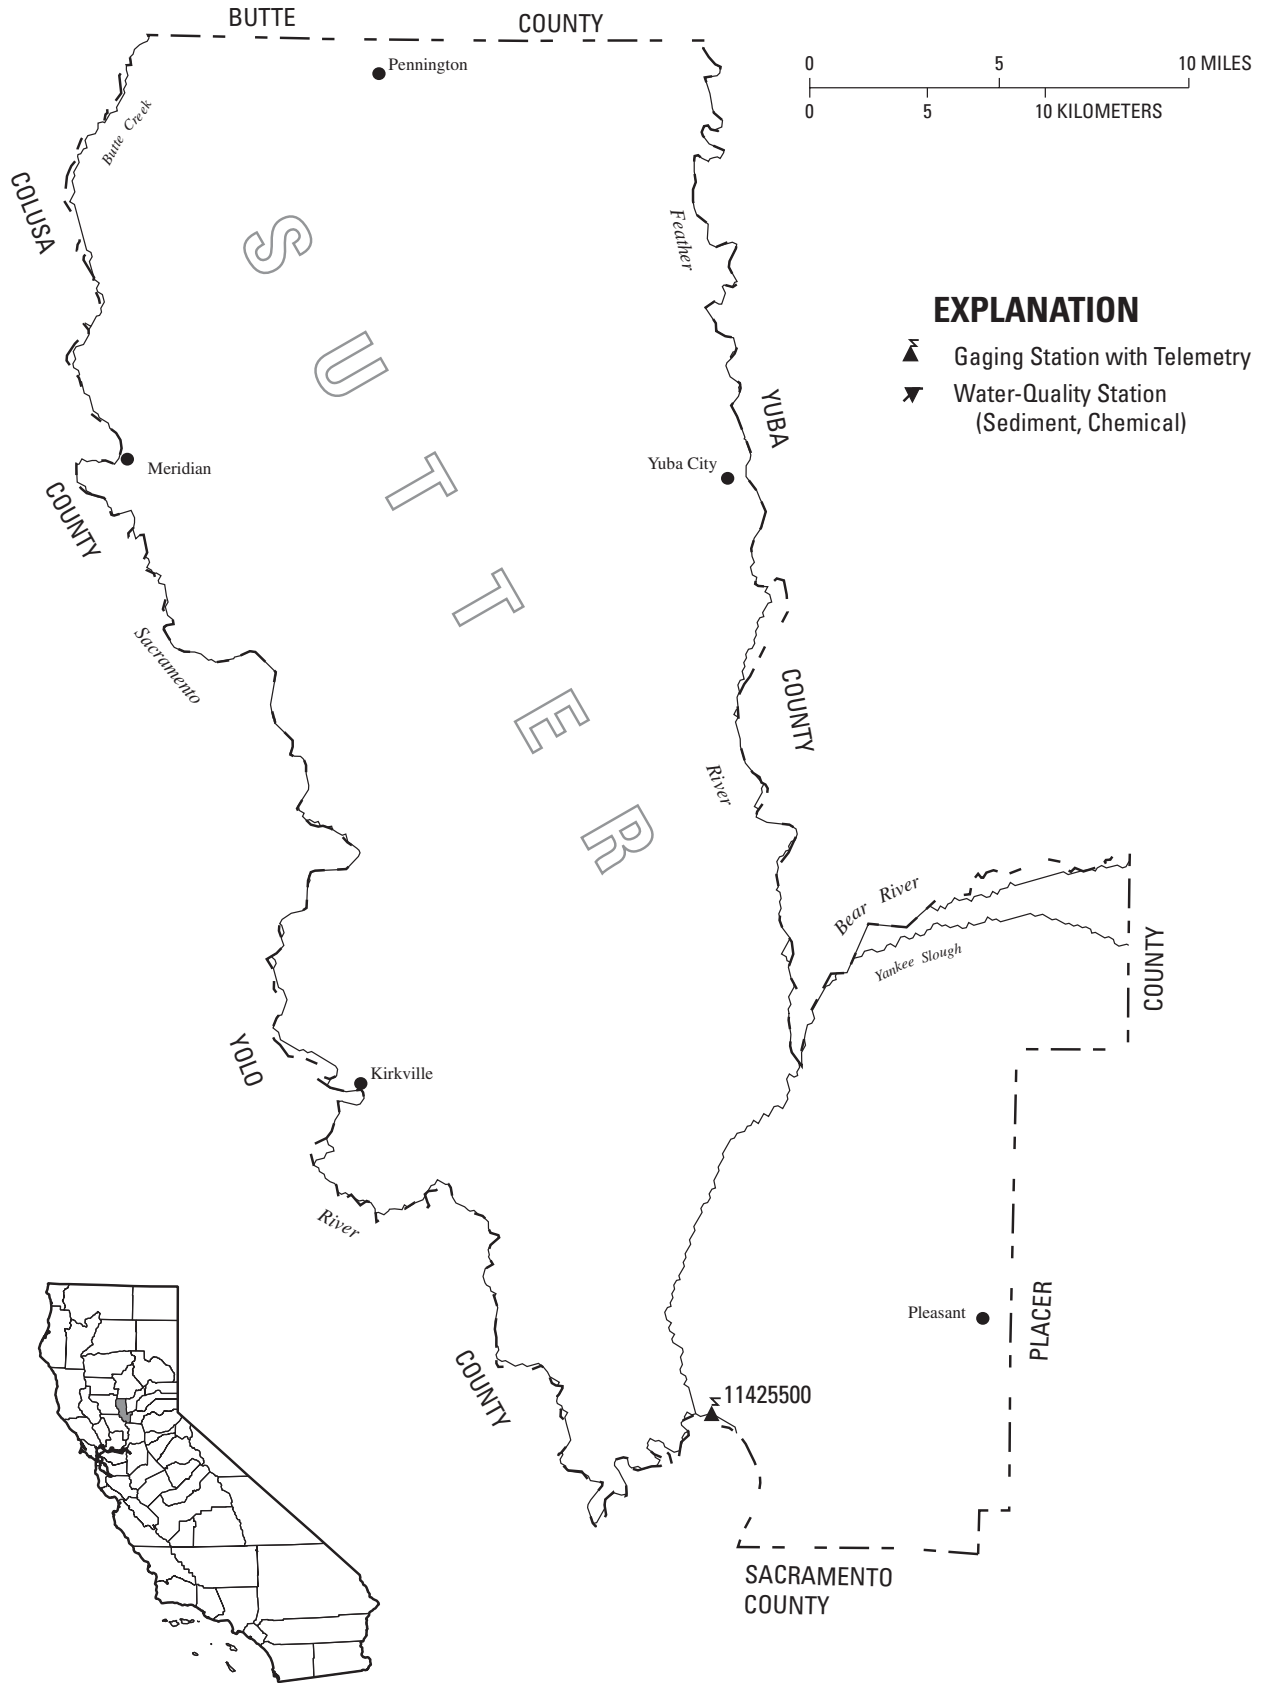 BUTTE COUNTY
Pennington
0 5 10 MILES
0 5 10 KILOMETERS
Butte Creek
COLUSA
SUTTER
Feather
EXPLANATION
Gaging Station with Telemetry
Water-Quality Station
(Sediment, Chemical)
YUBA
Meridian
Yuba City
COUNTY
Sacramento
COUNTY
River
Bear River
Yankee Slough
COUNTY
YOLO
Kirkville
River
PLACER
Pleasant
COUNTY
11425500
SACRAMENTO
COUNTY